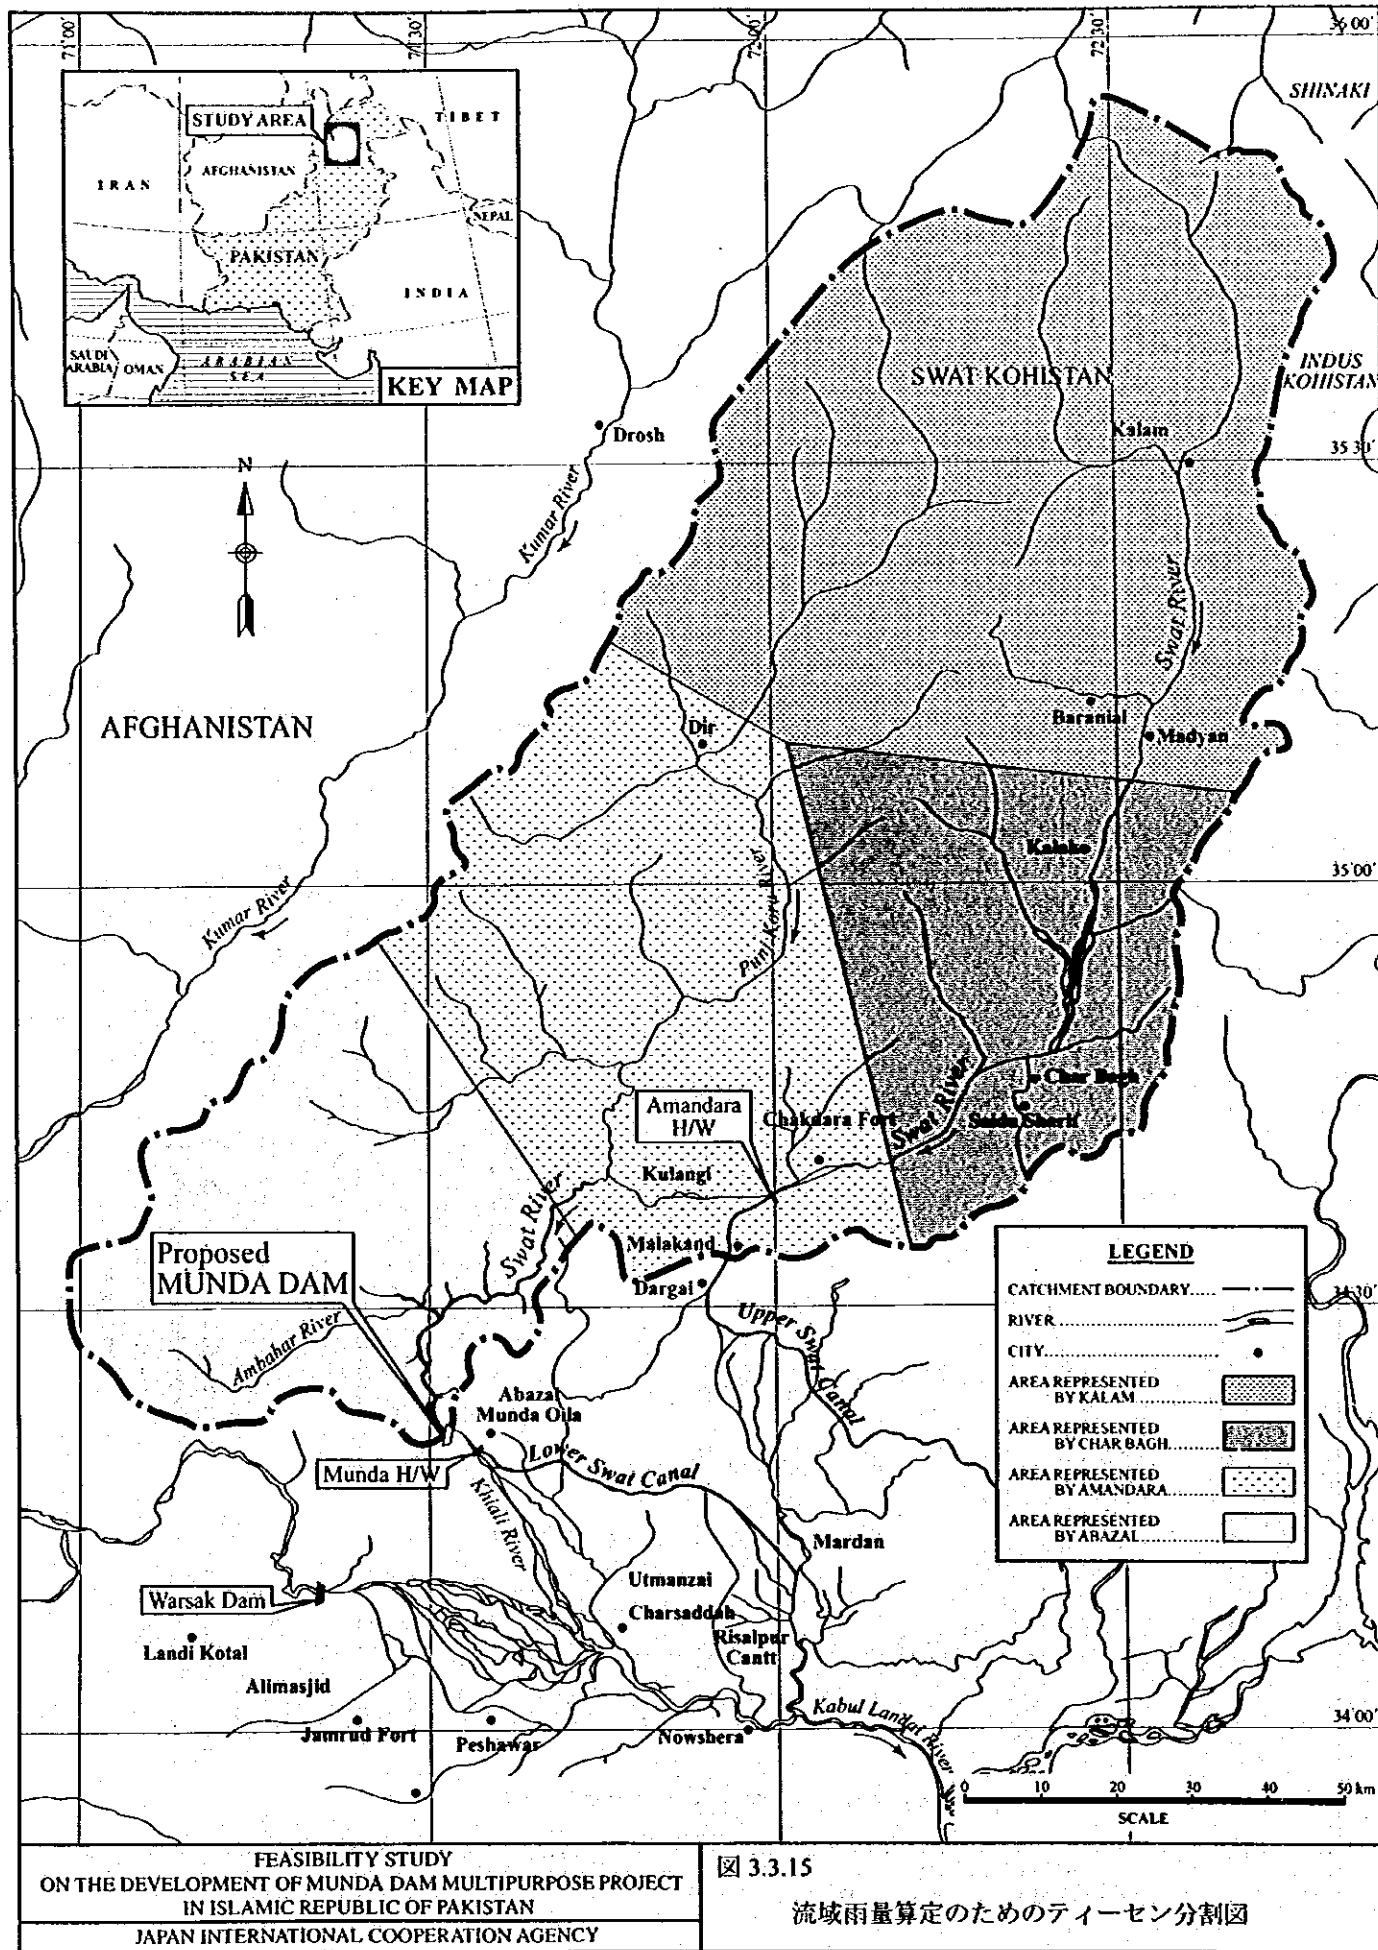 71°00'
71°30'
72°00'
72°30'
36°00'
SHINAKI
STUDY AREA
TIBET
IRAN
AFGHANISTAN
NEPAL
PAKISTAN
INDIA
SAUDI
ARABIA
OMAN
ARABIAN
SEA
KEY MAP
SWAT KOHISTAN
INDUS
KOHISTAN
Drosh
Kalam
35°30'
N
Kumar River
Swat River
AFGHANISTAN
Dir
Baranial
Madyan
Kalako
35°00'
Kumar River
Punj Kora River
Amandara
H/W
Chakdara Fort
Swat River
Char Bagh
Saidu Sharif
Kulangi
Swat River
Malakand
Dargai
Proposed
MUNDA DAM
Ambahar River
Upper Swat Canal
LEGEND
CATCHMENT BOUNDARY
RIVER
CITY
AREA REPRESENTED
BY KALAM
AREA REPRESENTED
BY CHAR BAGH
AREA REPRESENTED
BY AMANDARA
AREA REPRESENTED
BY ABAZAL
34°30'
Abazai
Munda Qila
Munda H/W
Lower Swat Canal
Khiali River
Mardan
Warsak Dam
Utmanzai
Charsaddah
Risalpur
Cantt
Landi Kotal
Alimasjid
Jamrud Fort
Peshawar
Nowshera
Kabul Landat River
34°00'
0 10 20 30 40 50 km
SCALE
FEASIBILITY STUDY
ON THE DEVELOPMENT OF MUNDA DAM MULTIPURPOSE PROJECT
IN ISLAMIC REPUBLIC OF PAKISTAN
JAPAN INTERNATIONAL COOPERATION AGENCY
図 3.3.15
流域雨量算定のためのティーセン分割図